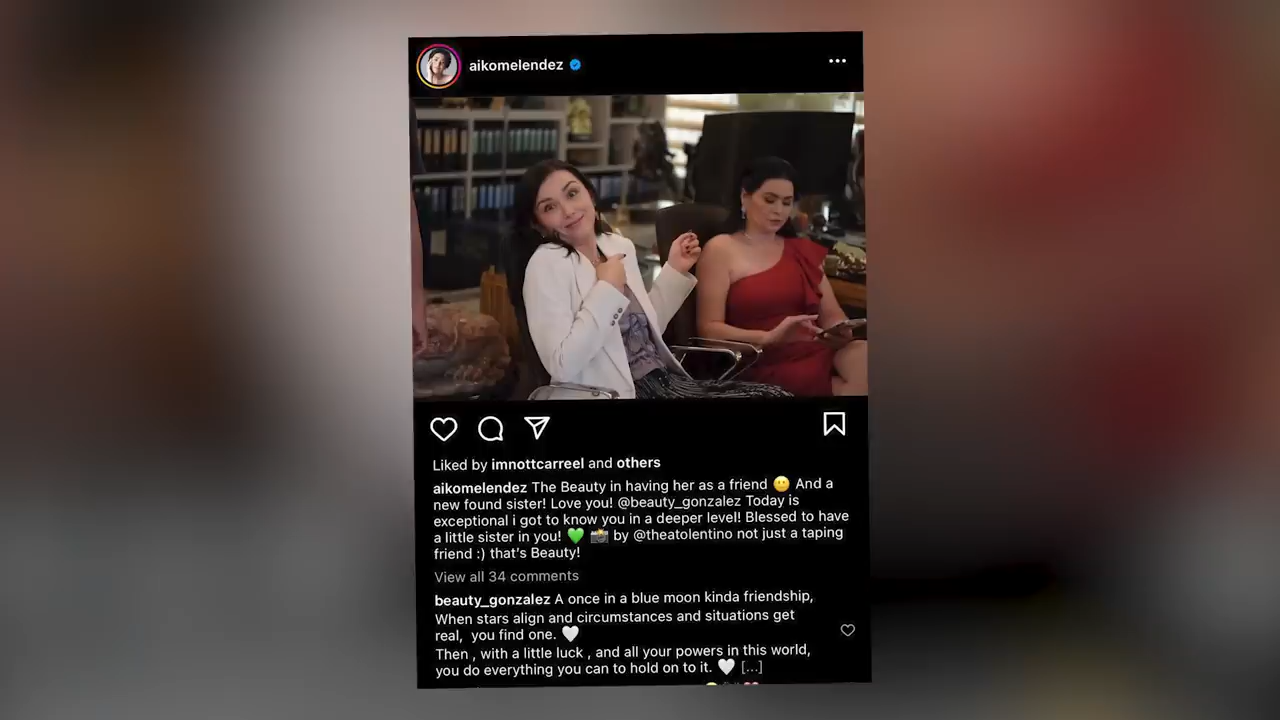 aikomelendez
Liked by imnottcarreel and others
aikomelendez The Beauty in having her as a friend 🙂 And a
new found sister! Love you! @beauty_gonzalez Today is
exceptional i got to know you in a deeper level! Blessed to have
a little sister in you! 💚 📸 by @theatolentino not just a taping
friend :) that's Beauty!
View all 34 comments
beauty_gonzalez A once in a blue moon kinda friendship,
When stars align and circumstances and situations get
real, you find one. 🤍
Then , with a little luck , and all your powers in this world,
you do everything you can to hold on to it. 🤍 [...]